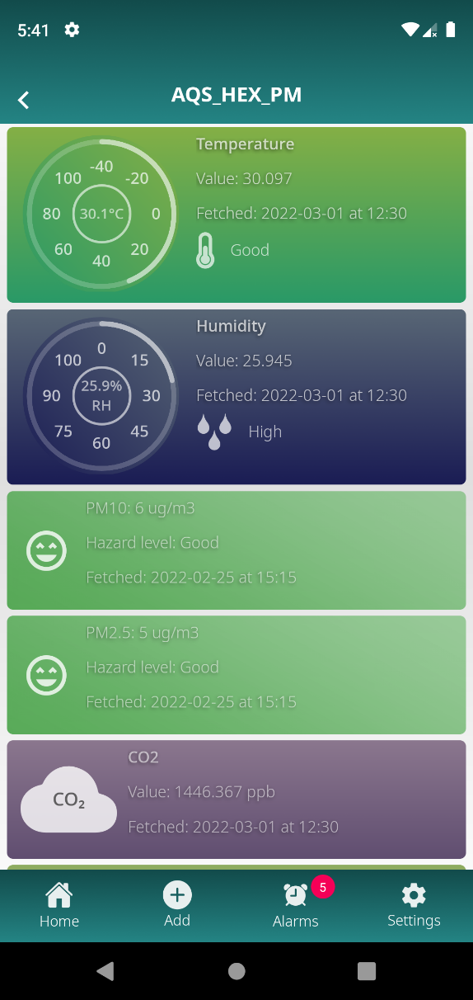 5:41
AQS_HEX_PM
Temperature
-40
100 -20
80 30.1°C 0
60 20
40
Value: 30.097
Fetched: 2022-03-01 at 12:30
Good
Humidity
0
100 15
90 25.9% RH 30
75 45
60
Value: 25.945
Fetched: 2022-03-01 at 12:30
High
PM10: 6 ug/m3
Hazard level: Good
Fetched: 2022-02-25 at 15:15
PM2.5: 5 ug/m3
Hazard level: Good
Fetched: 2022-02-25 at 15:15
CO₂
CO2
Value: 1446.367 ppb
Fetched: 2022-03-01 at 12:30
5
Home Add Alarms Settings